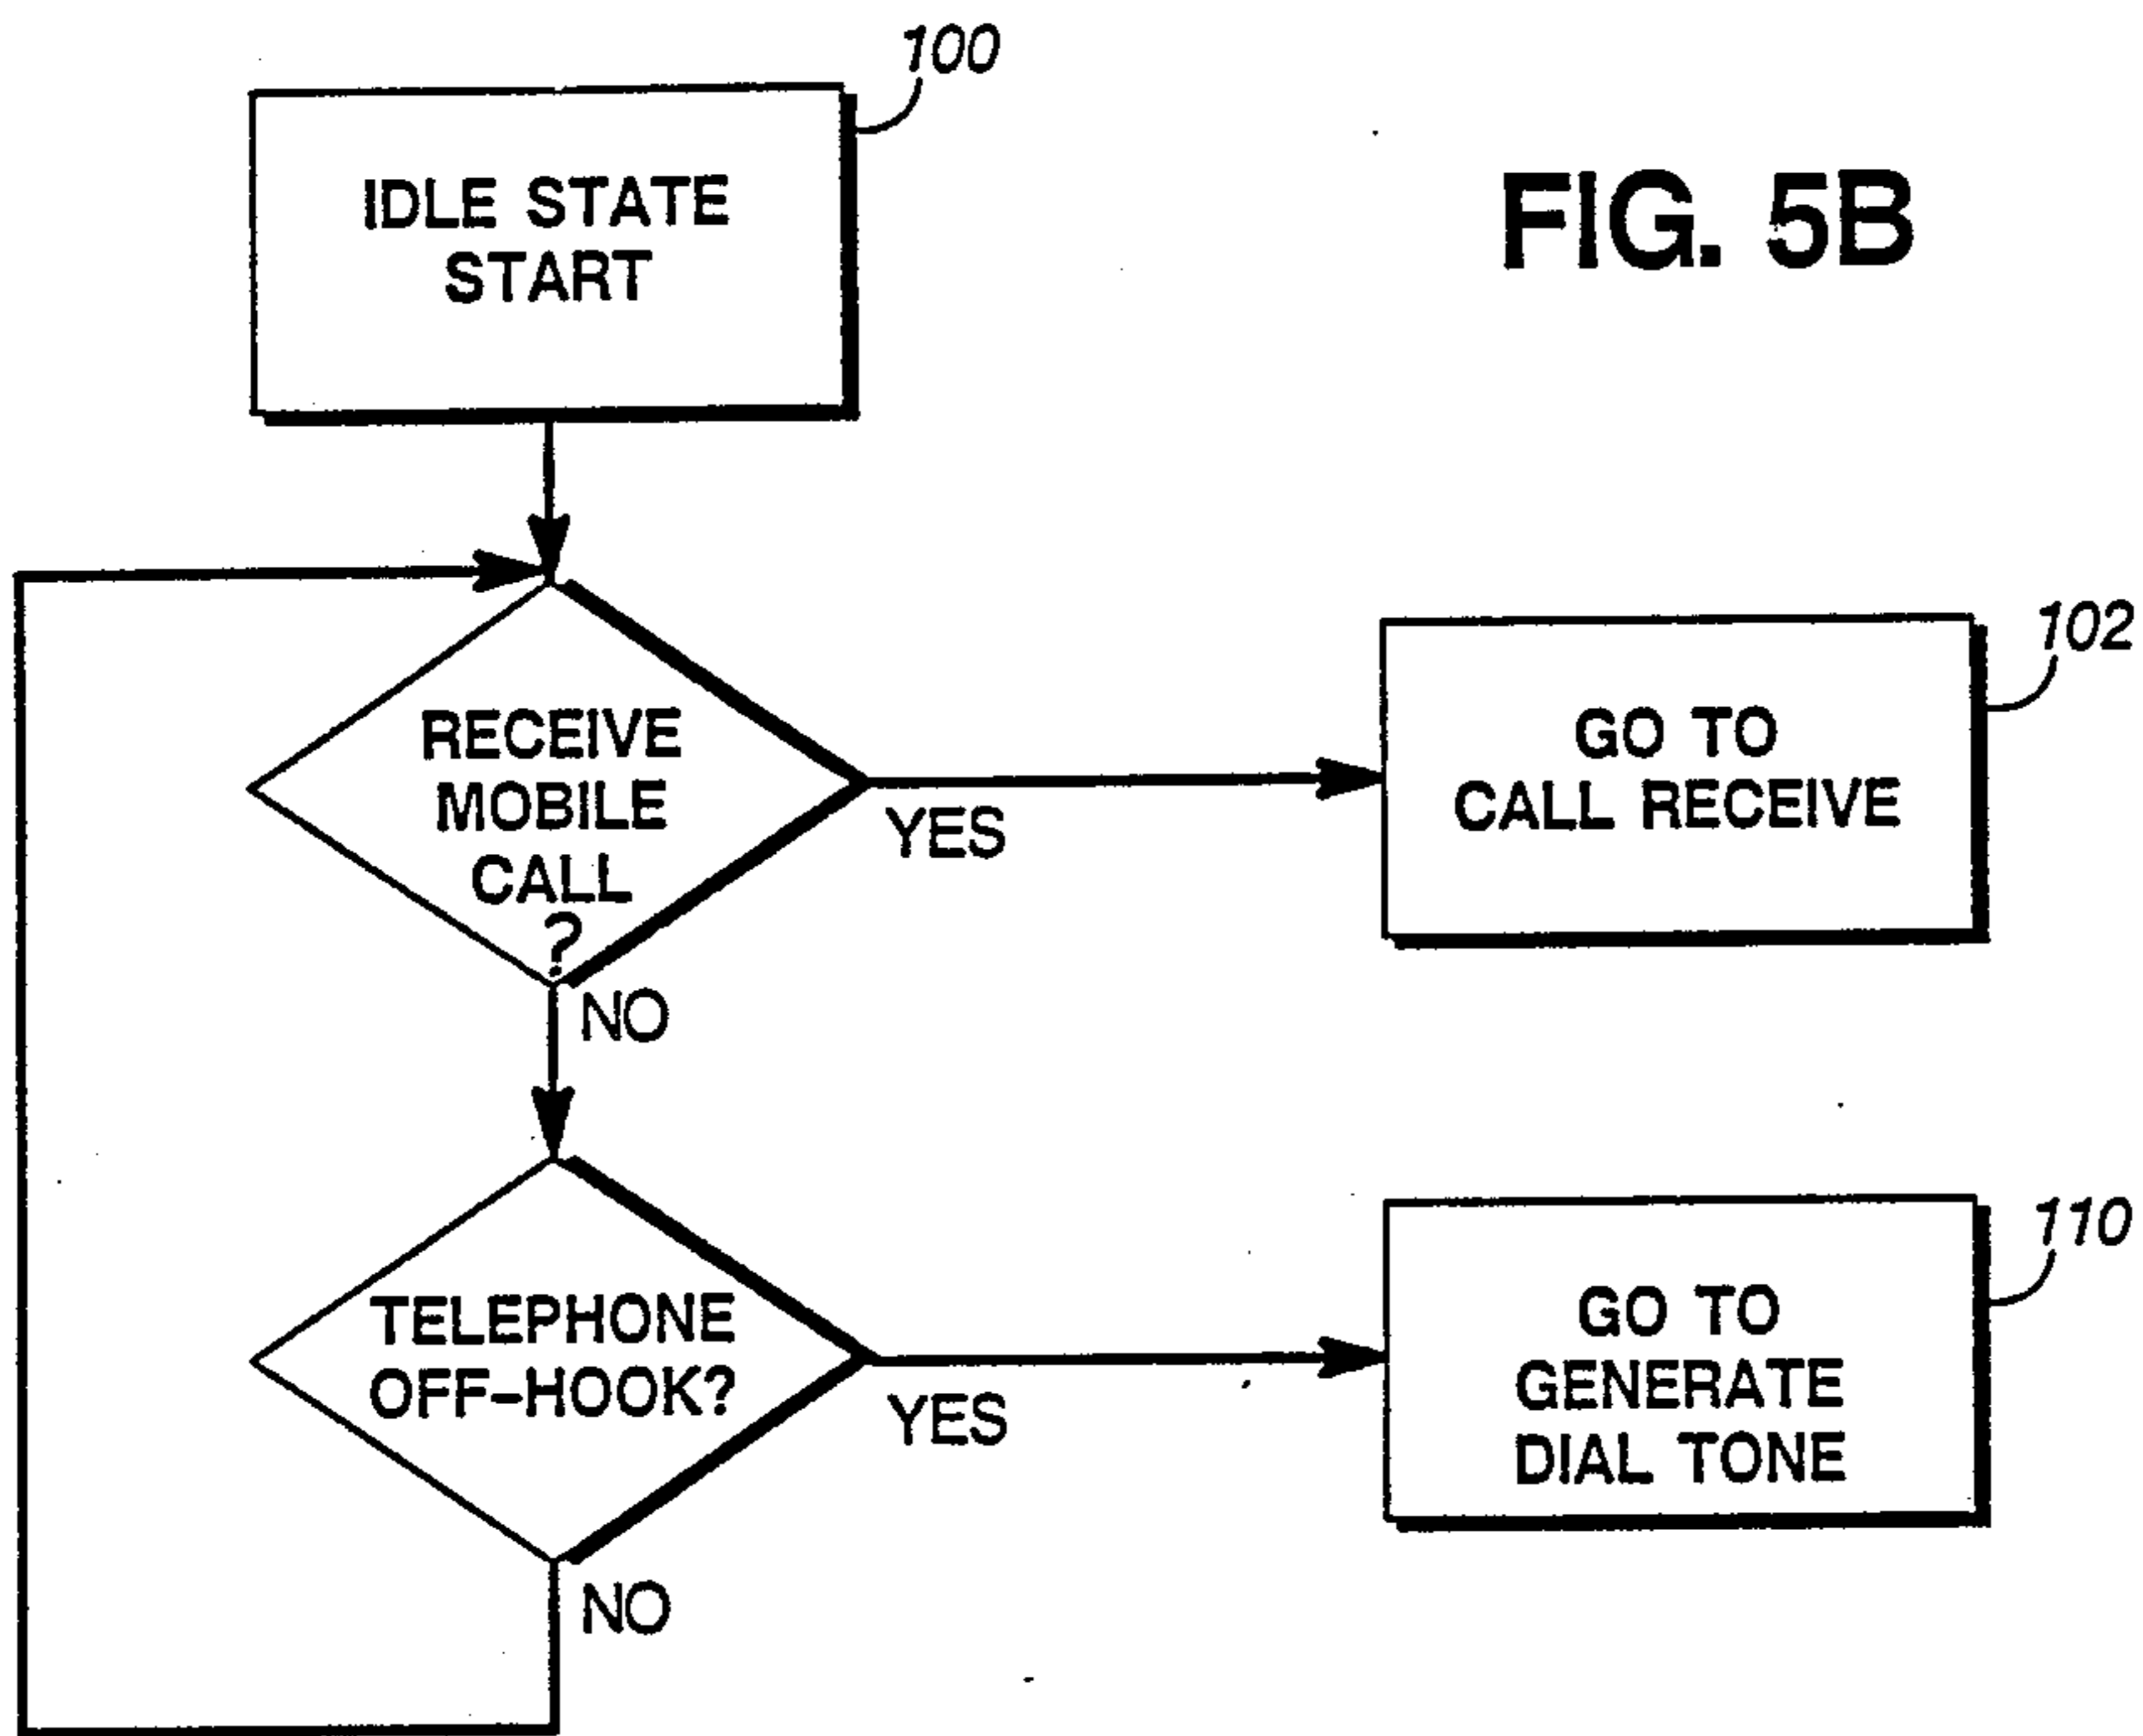 100
IDLE STATE
START
FIG. 5B
RECEIVE
MOBILE
CALL
?
YES
NO
102
GO TO
CALL RECEIVE
TELEPHONE
OFF-HOOK?
YES
NO
110
GO TO
GENERATE
DIAL TONE